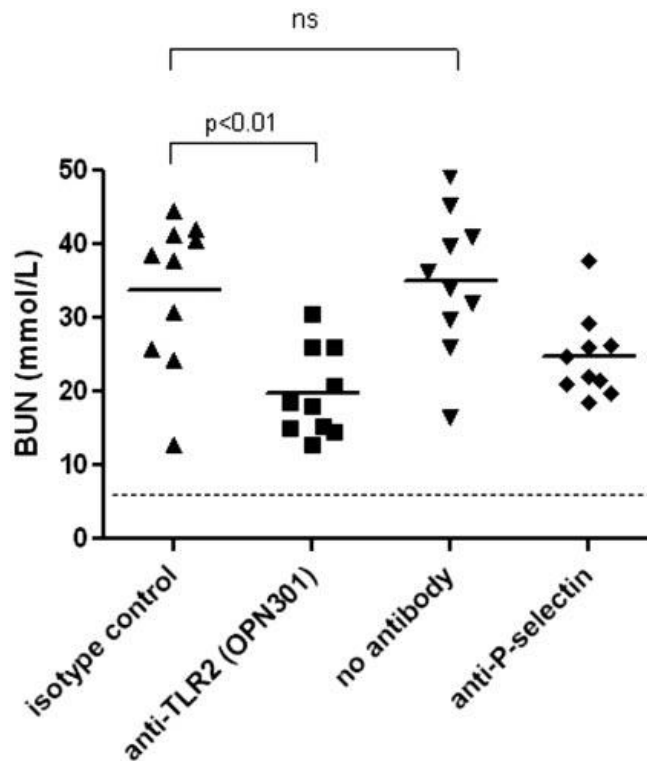 ns
p<0.01
BUN (mmol/L)
50
40
30
20
10
0
isotype control
anti-TLR2 (OPN301)
no antibody
anti-P-selectin